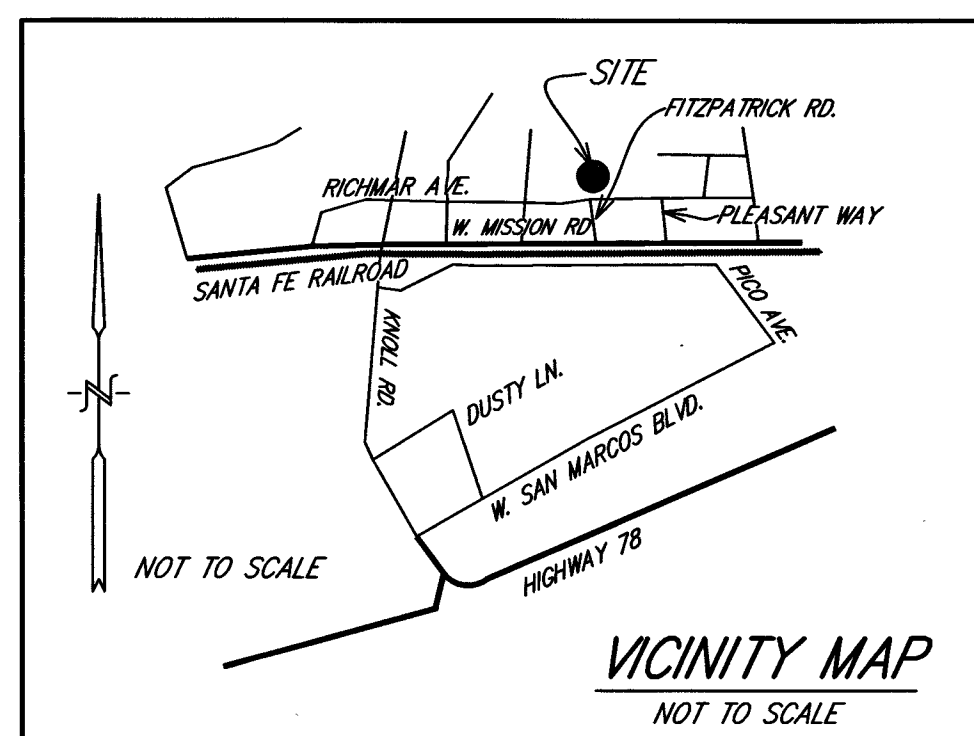 SITE
FITZPATRICK RD.
RICHMAR AVE.
W. MISSION RD
PLEASANT WAY
SANTA FE RAILROAD
PICO AVE.
KNOLL RD.
DUSTY LN.
N
W. SAN MARCOS BLVD.
HIGHWAY 78
NOT TO SCALE
VICINITY MAP
NOT TO SCALE